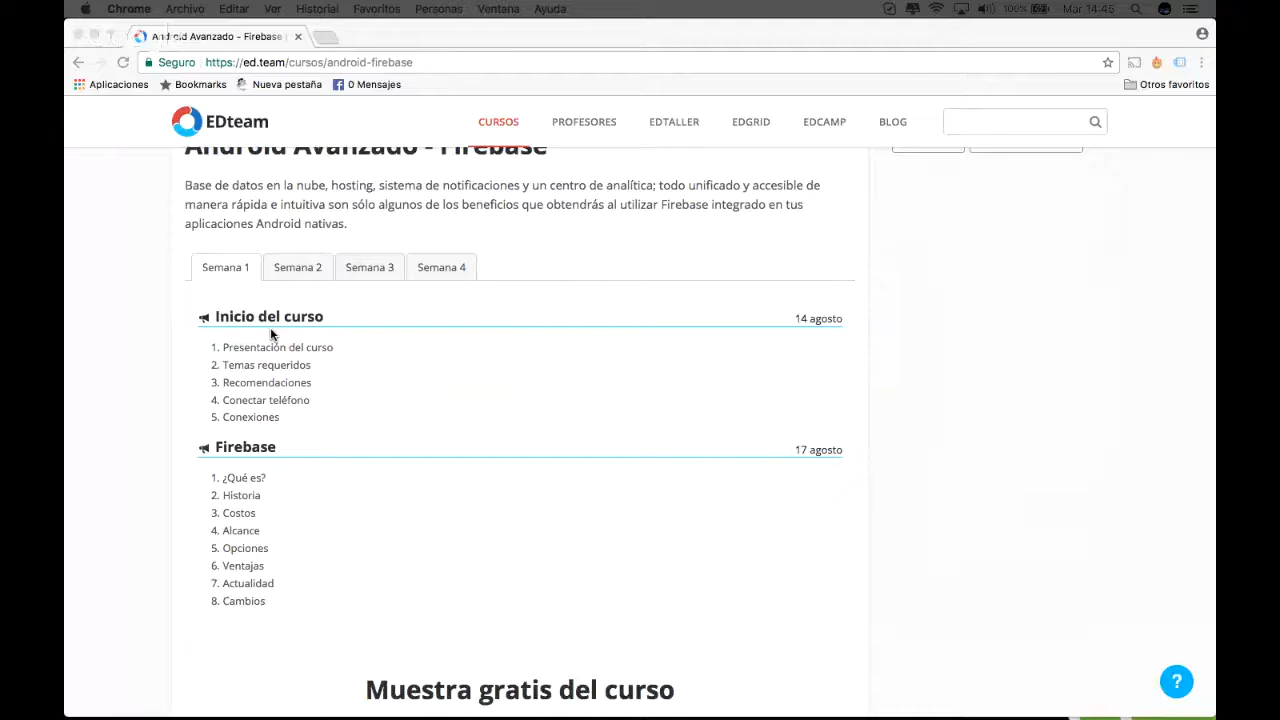 Chrome Archivo Editar Ver Historial Favoritos Personas Ventana Ayuda 100% Mar 14:46
Android Avanzado - Firebase
Seguro https://ed.team/cursos/android-firebase
Aplicaciones Bookmarks Nueva pestaña 0 Mensajes Otros favoritos
EDteam CURSOS PROFESORES EDTALLER EDGRID EDCAMP BLOG
Android Avanzado - Firebase
Base de datos en la nube, hosting, sistema de notificaciones y un centro de analítica; todo unificado y accesible de
manera rápida e intuitiva son sólo algunos de los beneficios que obtendrás al utilizar Firebase integrado en tus
aplicaciones Android nativas.
Semana 1 Semana 2 Semana 3 Semana 4
Inicio del curso 14 agosto
1. Presentación del curso
2. Temas requeridos
3. Recomendaciones
4. Conectar teléfono
5. Conexiones
Firebase 17 agosto
1. ¿Qué es?
2. Historia
3. Costos
4. Alcance
5. Opciones
6. Ventajas
7. Actualidad
8. Cambios
Muestra gratis del curso
?